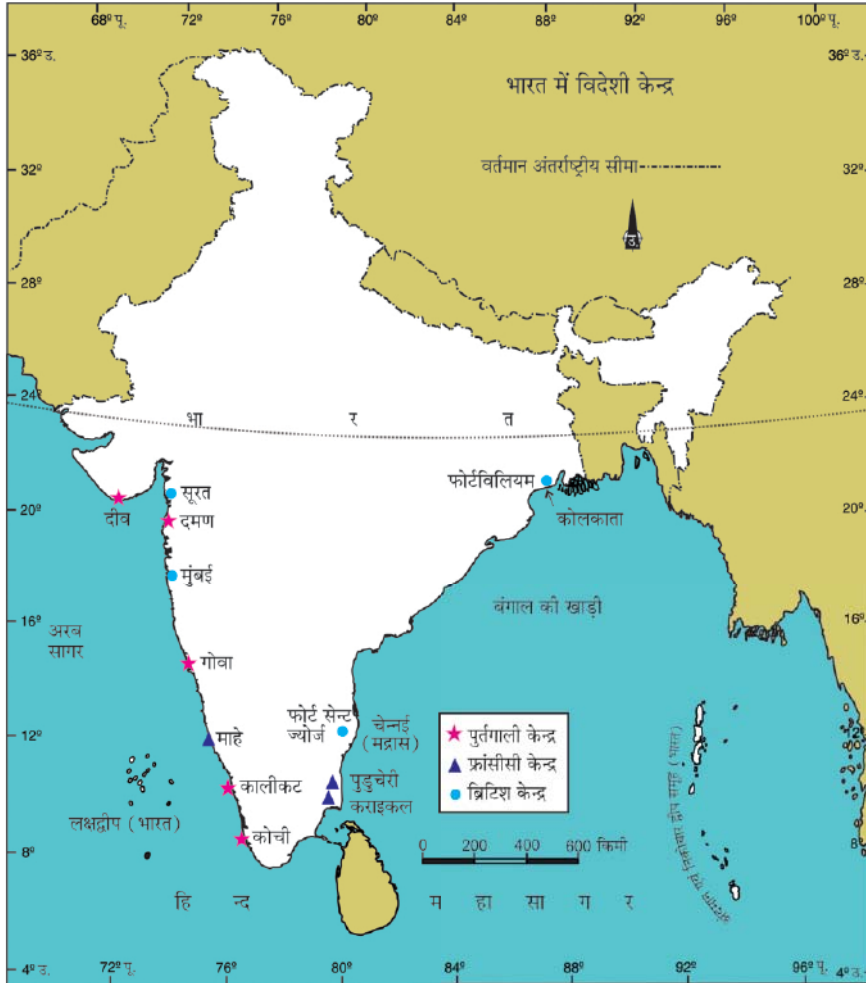 68º पू.
72º
76º
80º
84º
88º
92º
96º
100º पू.
36º उ.
36º उ.
भारत में विदेशी केन्द्र
वर्तमान अंतर्राष्ट्रीय सीमा
32º
32º
उ.
28º
28º
24º
24º
भा र त
फोर्टविलियम
कोलकाता
सूरत
दीव
दमण
20º
20º
मुंबई
बंगाल की खाड़ी
16º
16º
अरब
सागर
गोवा
12º
12
फोर्ट सेन्ट
ज्योर्ज
चेन्नई
(मद्रास)
माहे
पुर्तगाली केन्द्र
फ्रांसीसी केन्द्र
ब्रिटिश केन्द्र
कालीकट
पुडुचेरी
कराइकल
लक्षद्वीप (भारत)
कोची
0 200 400 600 किमी
8º
8º
हि न्द म हा सा ग र
4º उ.
4º उ.
72º पू.
76º
80º
84º
88º
92º
96º पू.